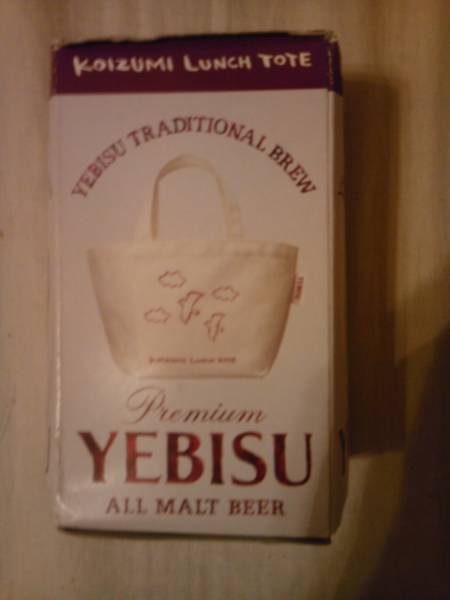 KOIZUMI LUNCH TOTE
YEBISU TRADITIONAL BREW
Premium
YEBISU
ALL MALT BEER